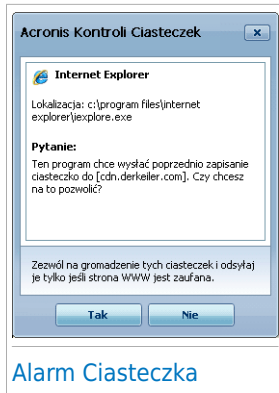 Acronis Kontroli Ciasteczek
Internet Explorer
Lokalizacja: c:\program files\internet
explorer\iexplore.exe
Pytanie:
Ten program chce wysłać poprzednio zapisanie
ciasteczko do [cdn.derkeiler.com]. Czy chcesz
na to pozwolić?
Zezwól na gromadzenie tych ciasteczek i odsyłaj
je tylko jeśli strona WWW jest zaufana.
Tak
Nie
Alarm Ciasteczka